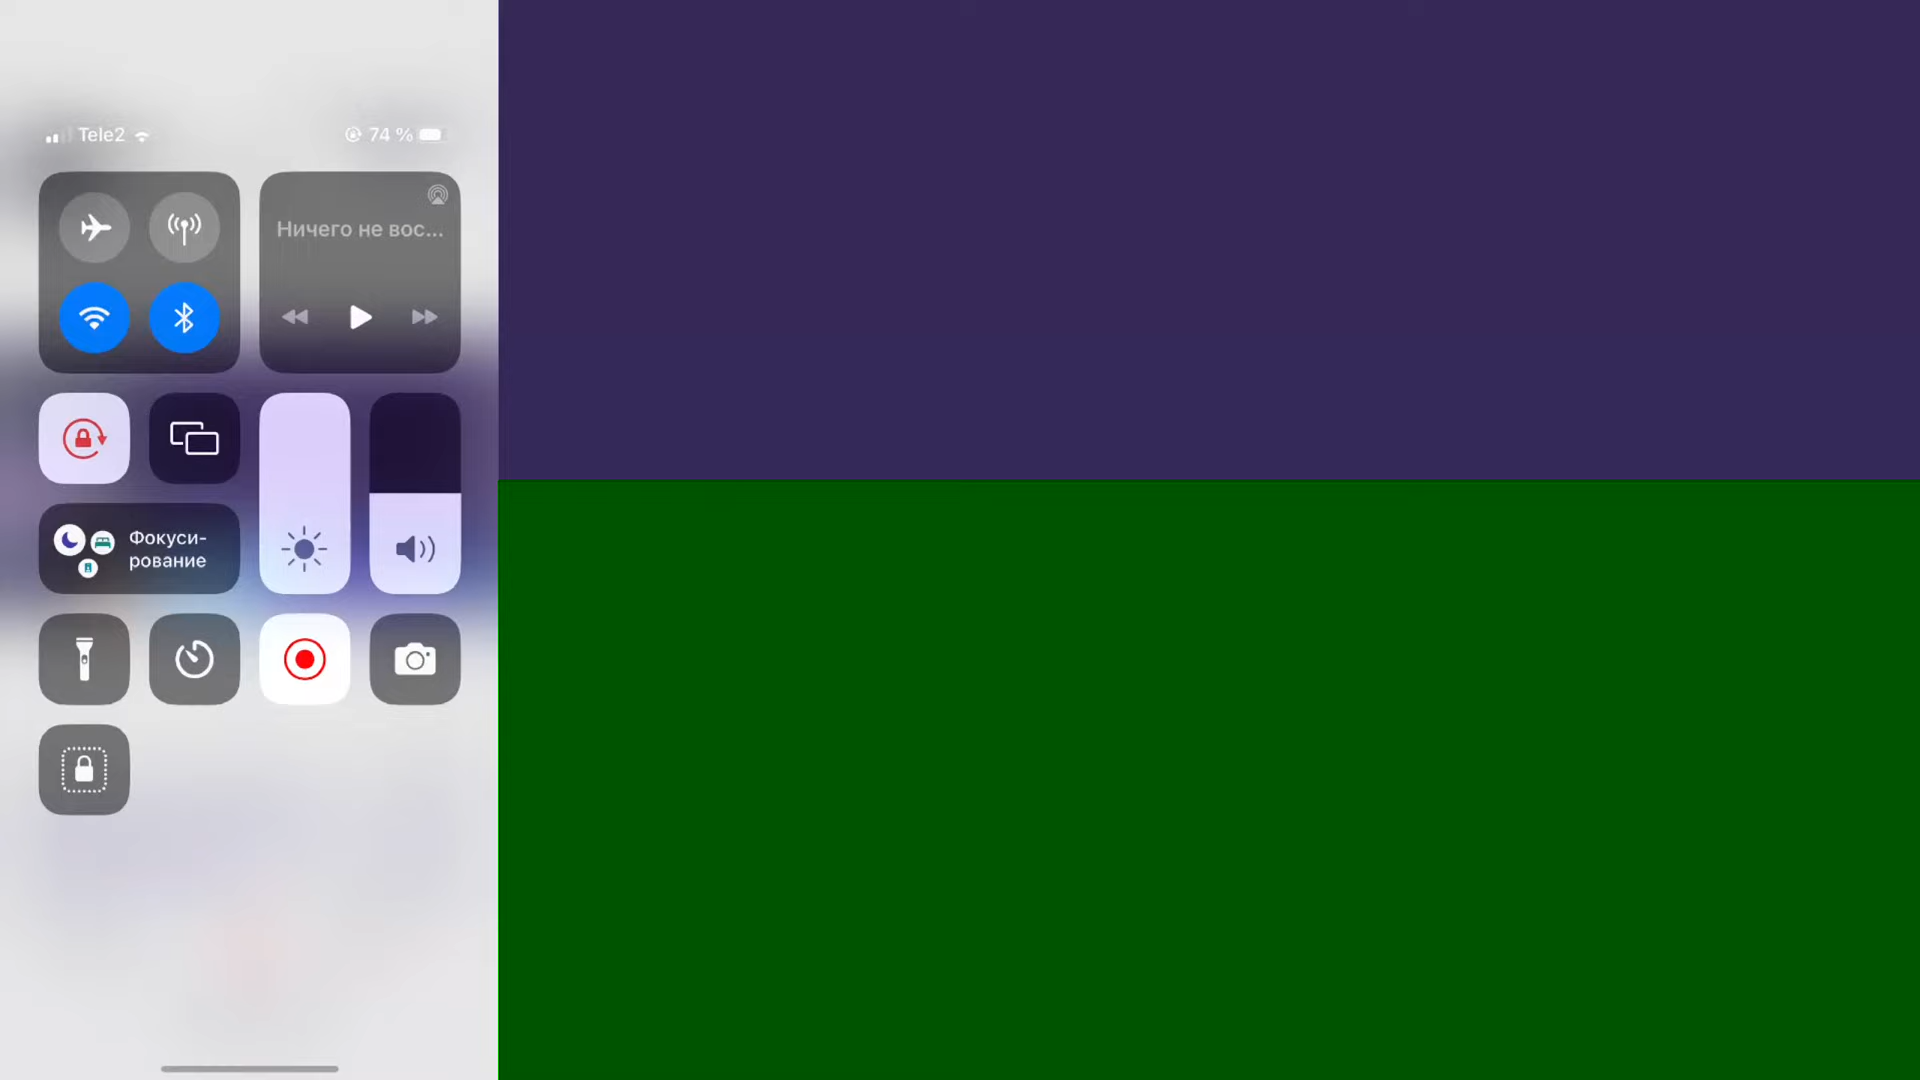 Tele2
74 %
Ничего не вос...
Фокуси-
рование